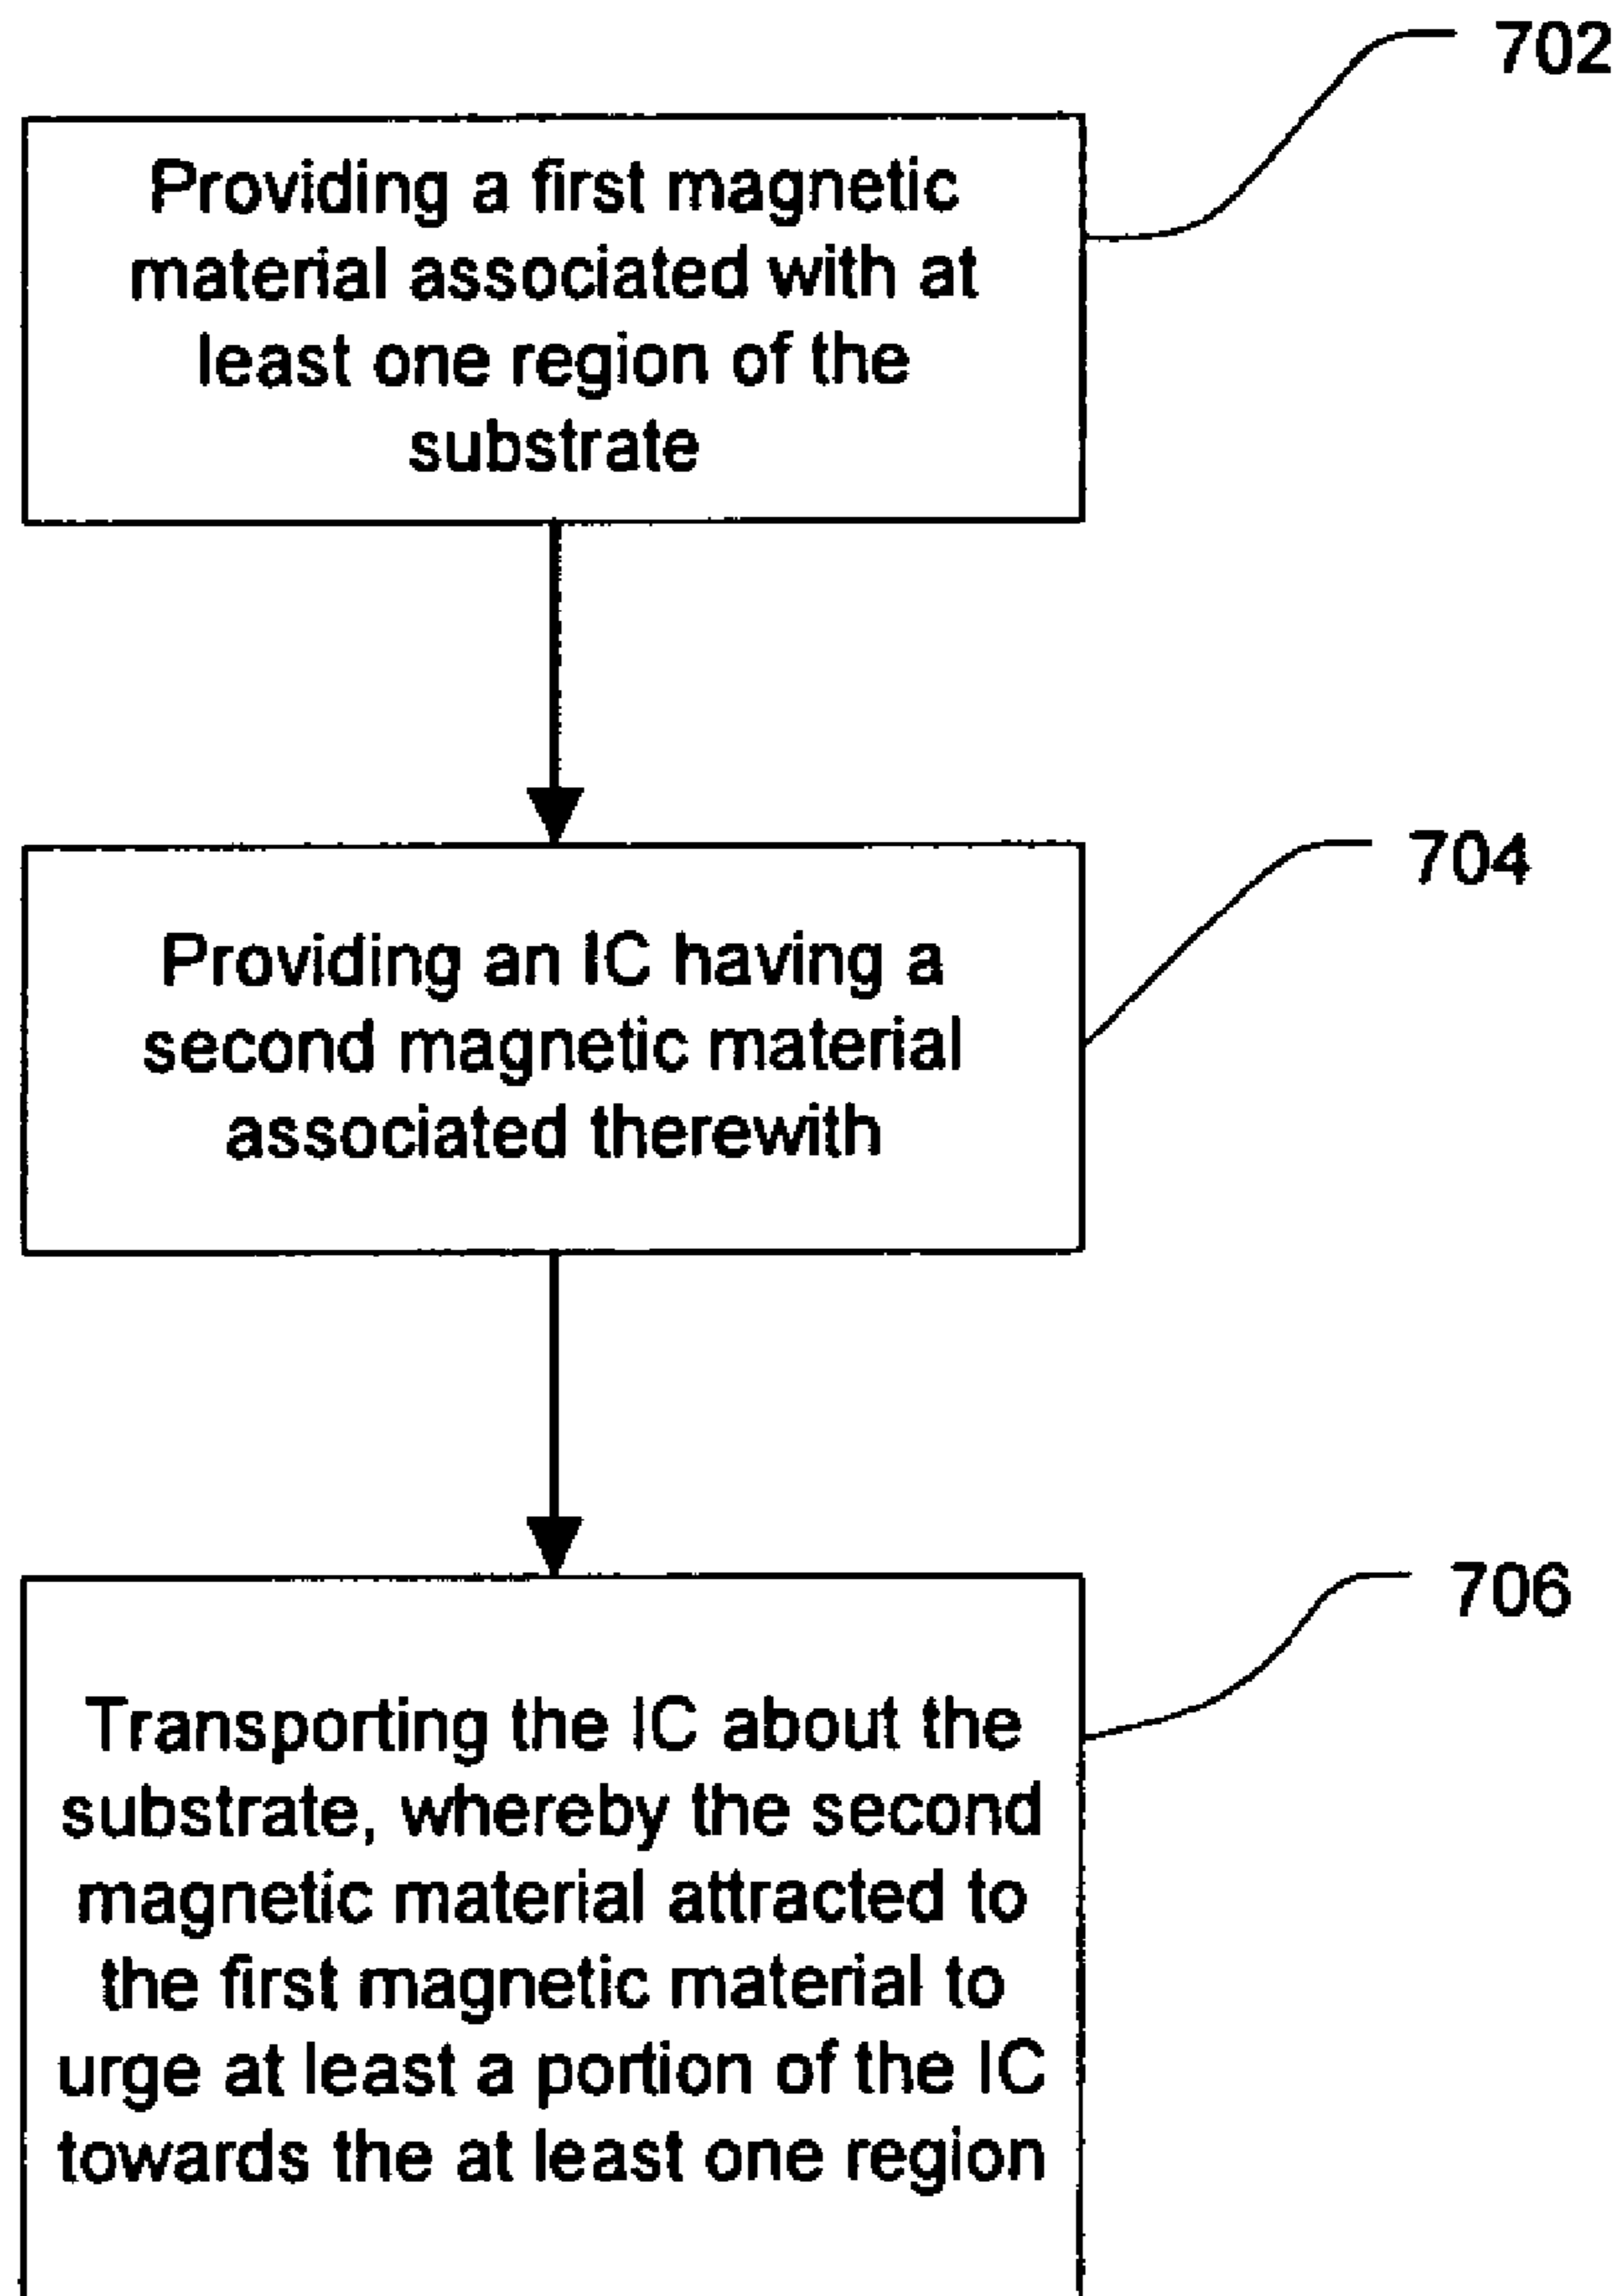 702
Providing a first magnetic
material associated with at
least one region of the
substrate
704
Providing an IC having a
second magnetic material
associated therewith
706
Transporting the IC about the
substrate, whereby the second
magnetic material attracted to
the first magnetic material to
urge at least a portion of the IC
towards the at least one region